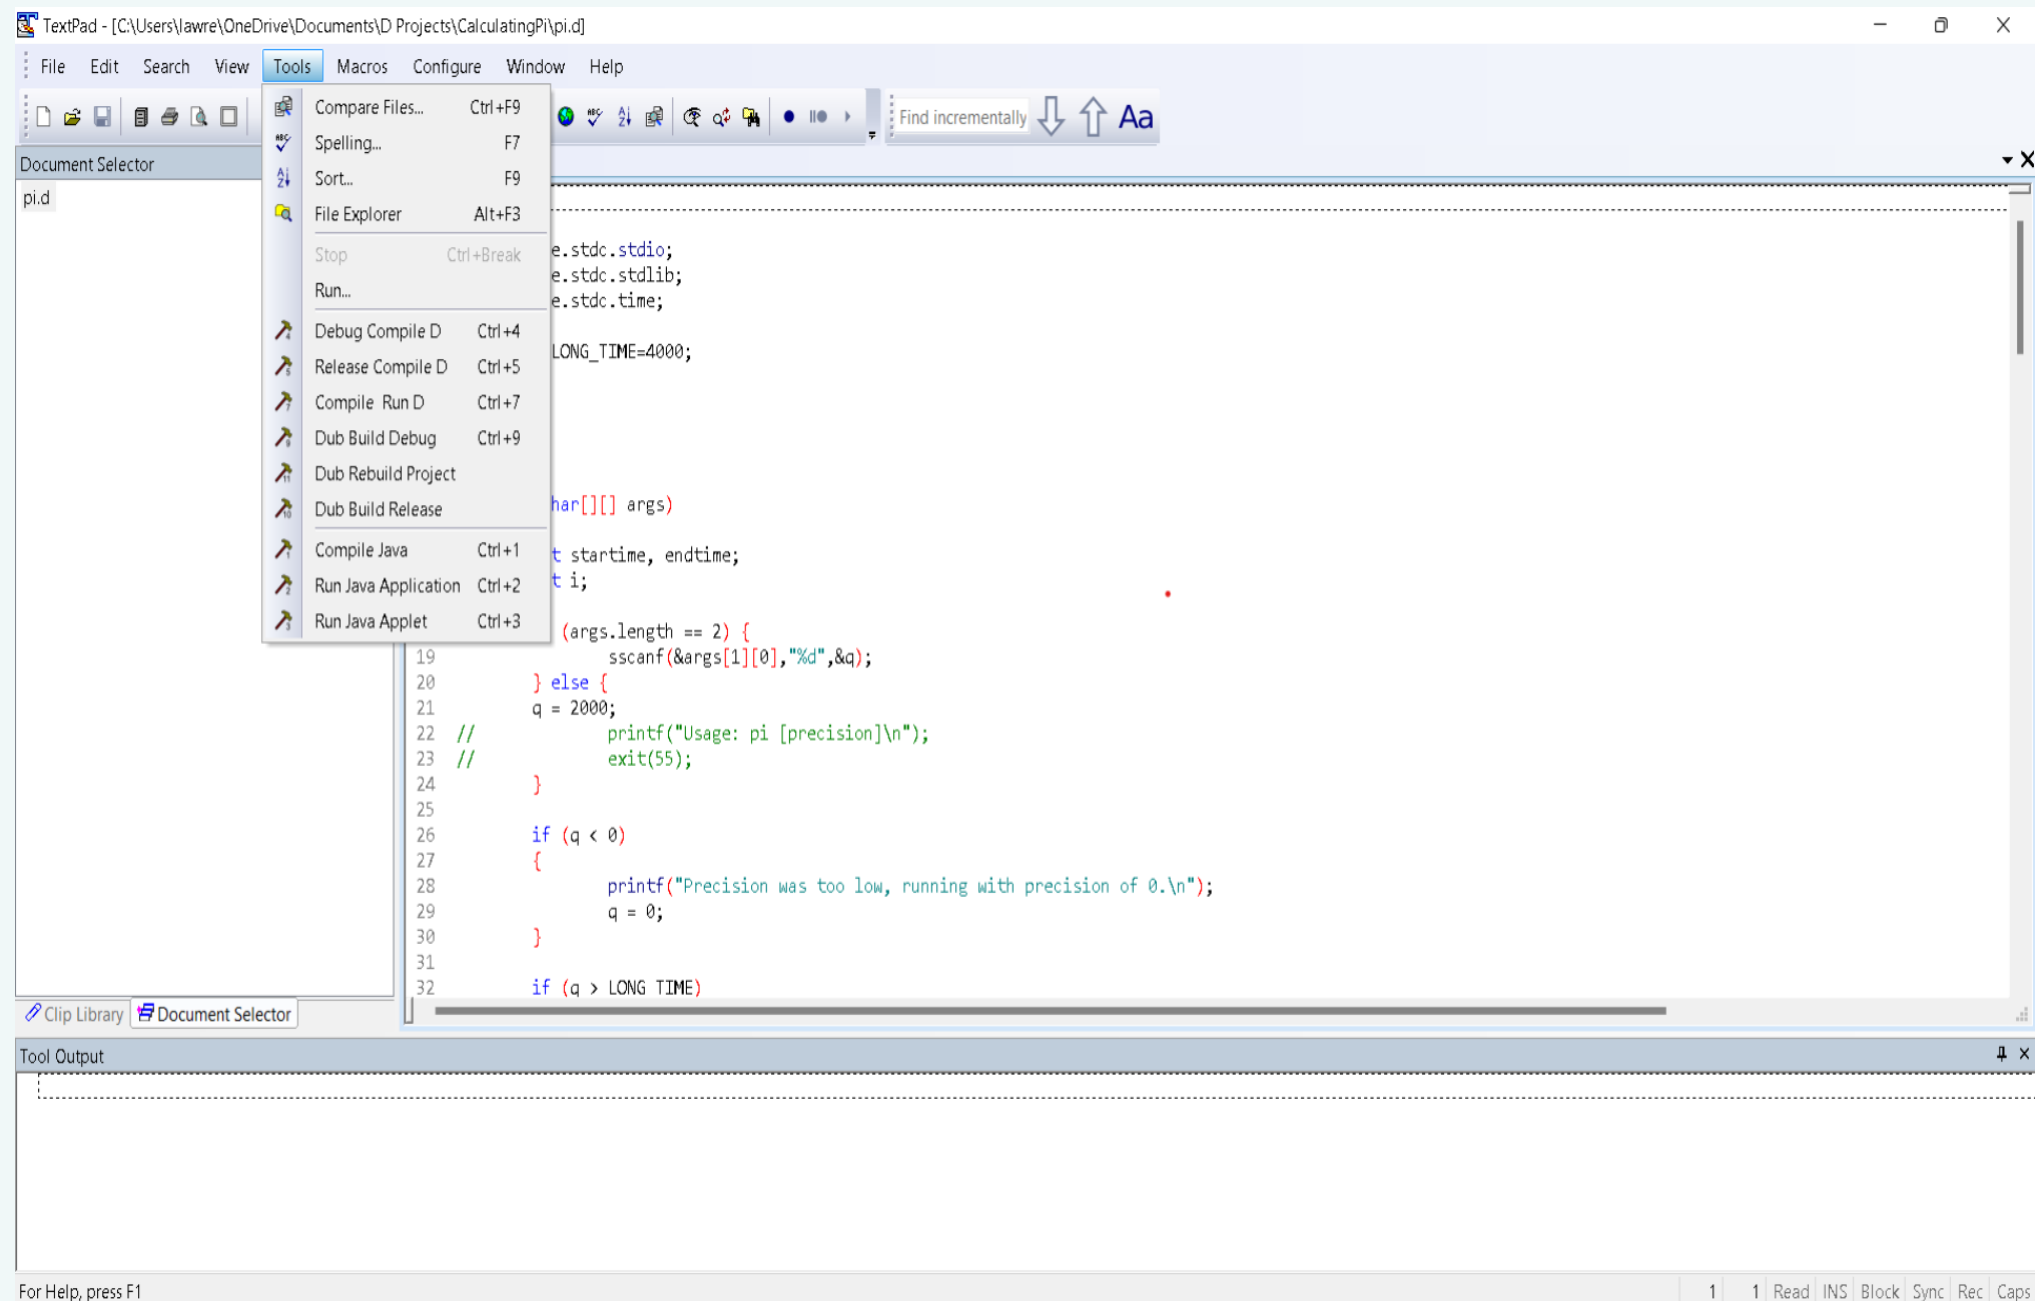 TextPad - [C:\Users\lawre\OneDrive\Documents\D Projects\CalculatingPi\pi.d]
File Edit Search View Tools Macros Configure Window Help
Find incrementally Aa
Compare Files... Ctrl+F9
Spelling... F7
Sort... F9
File Explorer Alt+F3
Stop Ctrl+Break
Run...
Debug Compile D Ctrl+4
Release Compile D Ctrl+5
Compile Run D Ctrl+7
Dub Build Debug Ctrl+9
Dub Rebuild Project
Dub Build Release
Compile Java Ctrl+1
Run Java Application Ctrl+2
Run Java Applet Ctrl+3
Document Selector
pi.d
e.stdc.stdio;
e.stdc.stdlib;
e.stdc.time;
LONG_TIME=4000;
har[][] args)
t startime, endtime;
t i;
(args.length == 2) {
19 sscanf(&args[1][0],"%d",&q);
20 } else {
21 q = 2000;
22 // printf("Usage: pi [precision]\n");
23 // exit(55);
24 }
25
26 if (q < 0)
27 {
28 printf("Precision was too low, running with precision of 0.\n");
29 q = 0;
30 }
31
32 if (q > LONG TIME)
Clip Library Document Selector
Tool Output
For Help, press F1 1 1 Read INS Block Sync Rec Caps